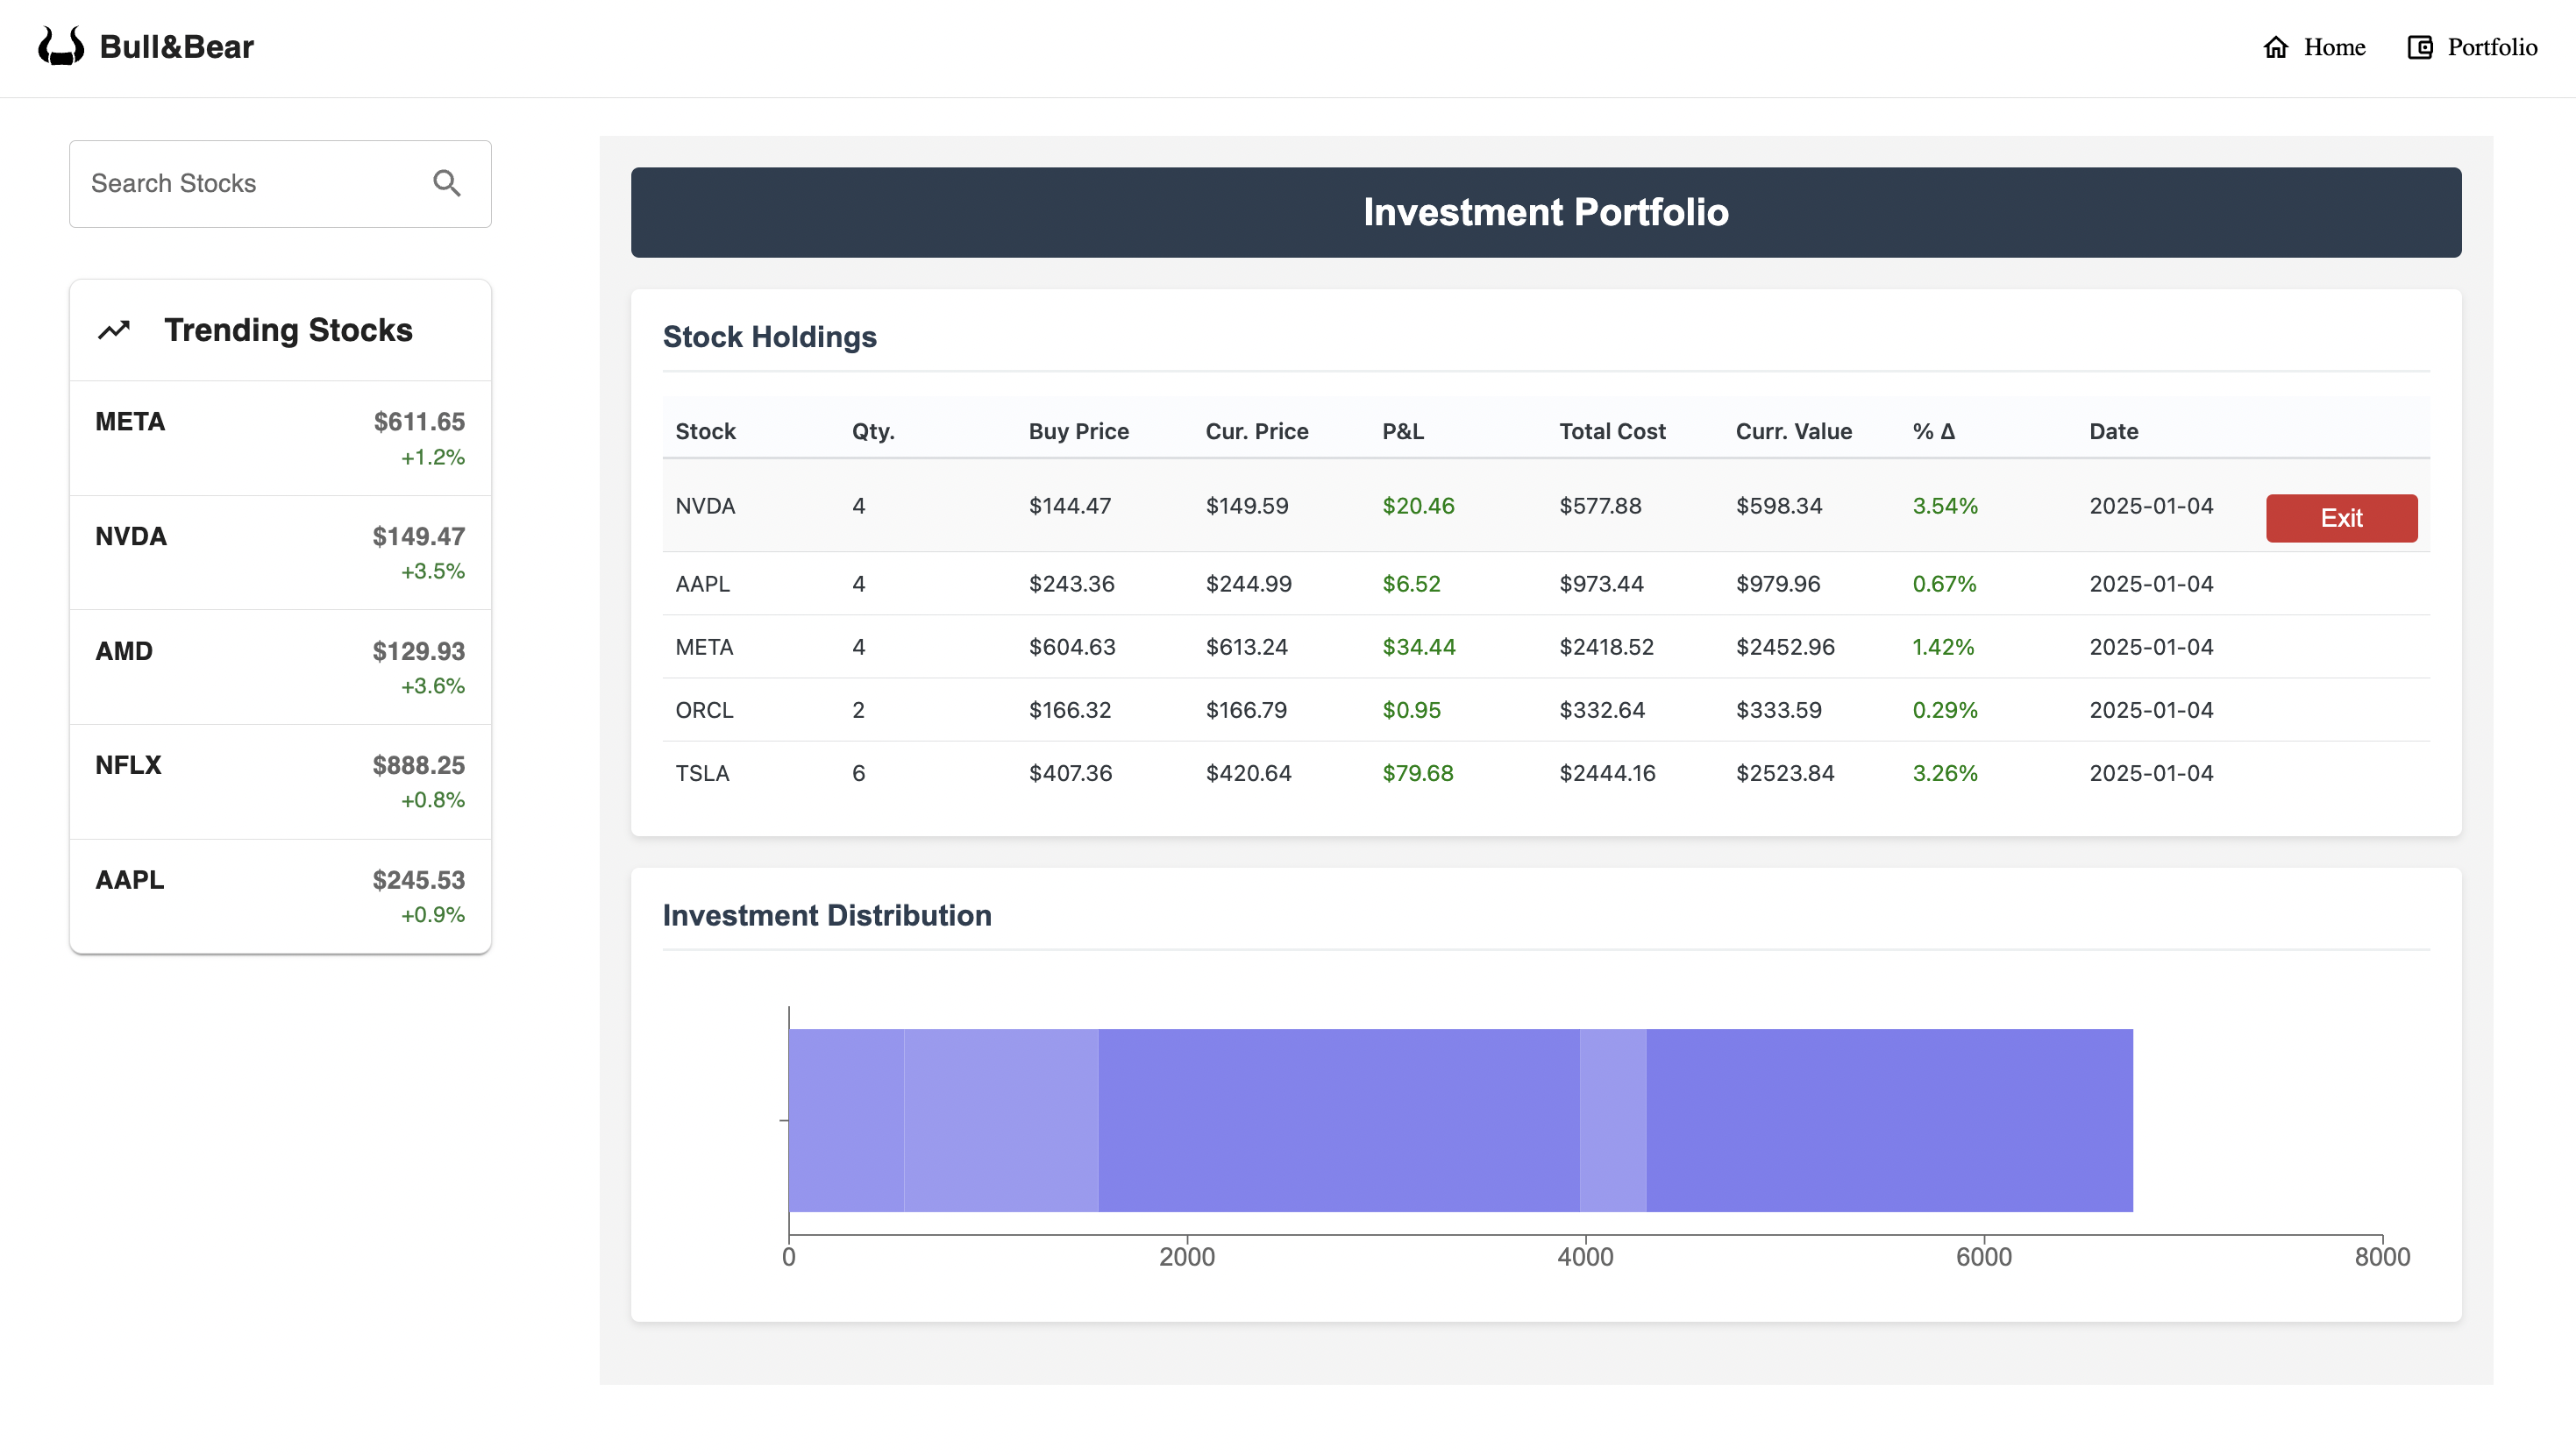 Bull&Bear
Home
Portfolio
Search Stocks
Trending Stocks
META $611.65
+1.2%
NVDA $149.47
+3.5%
AMD $129.93
+3.6%
NFLX $888.25
+0.8%
AAPL $245.53
+0.9%
Investment Portfolio
Stock Holdings
Stock Qty. Buy Price Cur. Price P&L Total Cost Curr. Value % Δ Date
NVDA 4 $144.47 $149.59 $20.46 $577.88 $598.34 3.54% 2025-01-04 Exit
AAPL 4 $243.36 $244.99 $6.52 $973.44 $979.96 0.67% 2025-01-04
META 4 $604.63 $613.24 $34.44 $2418.52 $2452.96 1.42% 2025-01-04
ORCL 2 $166.32 $166.79 $0.95 $332.64 $333.59 0.29% 2025-01-04
TSLA 6 $407.36 $420.64 $79.68 $2444.16 $2523.84 3.26% 2025-01-04
Investment Distribution
0 2000 4000 6000 8000